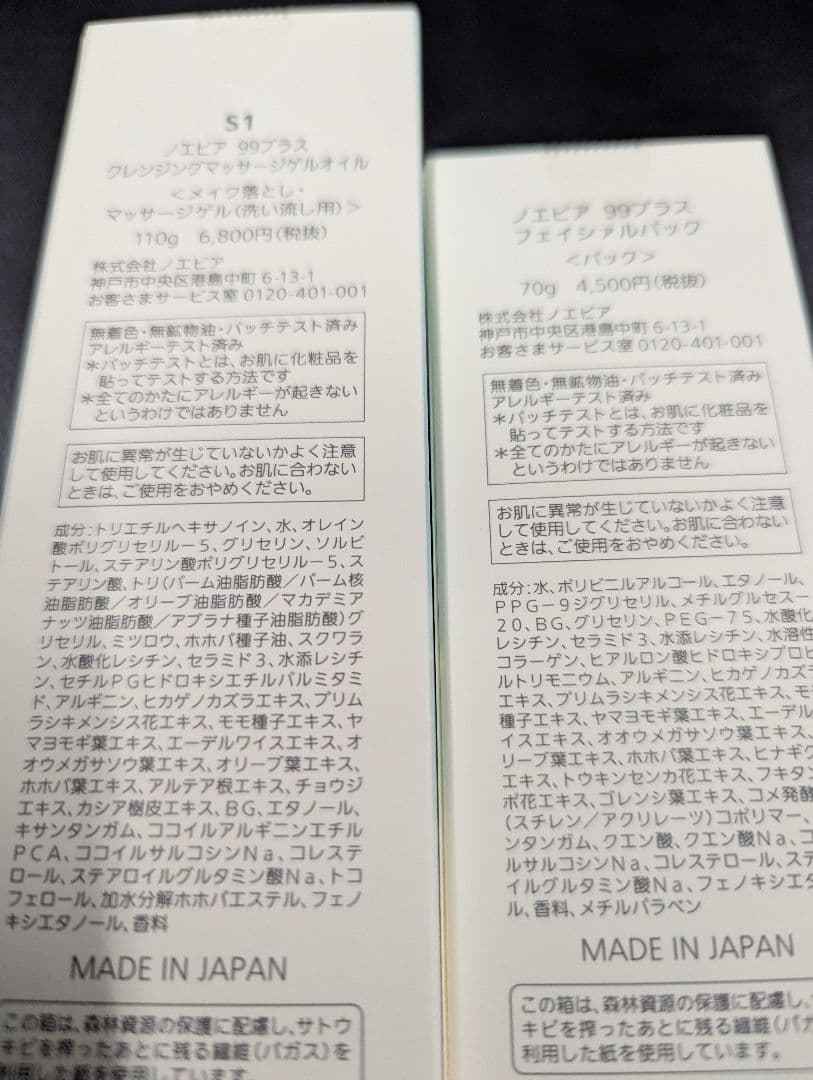 S1
ノエビア 99プラス
クレンジングマッサージゲルオイル
＜メイク落とし・
マッサージゲル(洗い流し用)＞
110g 6,800円(税抜)
株式会社ノエビア
神戸市中央区港島中町6-13-1
お客さまサービス室0120-401-001
無着色・無鉱物油・パッチテスト済み
アレルギーテスト済み
＊パッチテストとは、お肌に化粧品を
貼ってテストする方法です
＊全てのかたにアレルギーが起きない
というわけではありません
お肌に異常が生じていないかよく注意
して使用してください。お肌に合わない
ときは、ご使用をおやめください。
成分：トリエチルヘキサノイン、水、オレイン
酸ポリグリセリル－5、グリセリン、ソルビ
トール、ステアリン酸ポリグリセリル－5、ス
テアリン酸、トリ(パーム油脂肪酸／パーム核
油脂肪酸／オリーブ油脂肪酸／マカデミア
ナッツ油脂肪酸／アブラナ種子油脂肪酸)グ
リセリル、ミツロウ、ホホバ種子油、スクワラ
ン、水酸化レシチン、セラミド3、水添レシチ
ン、セチルPGヒドロキシエチルパルミタミ
ド、アルギニン、ヒカゲノカズラエキス、プリム
ラシキメンシス花エキス、モモ種子エキス、ヤ
マヨモギ葉エキス、エーデルワイスエキス、オ
オウメガサソウ葉エキス、オリーブ葉エキス、
ホホバ葉エキス、アルテア根エキス、チョウジ
エキス、カシア樹皮エキス、BG、エタノール、
キサンタンガム、ココイルアルギニンエチル
PCA、ココイルサルコシンNa、コレステ
ロール、ステアロイルグルタミン酸Na、トコ
フェロール、加水分解ホホバエステル、フェノ
キシエタノール、香料
MADE IN JAPAN
この箱は、森林資源の保護に配慮し、サトウ
キビを搾ったあとに残る繊維(バガス)を
利用した紙を使用しています。
ノエビア 99プラス
フェイシャルパック
＜パック＞
70g 4,500円(税抜)
株式会社ノエビア
神戸市中央区港島中町6-13-1
お客さまサービス室0120-401-001
無着色・無鉱物油・パッチテスト済み
アレルギーテスト済み
＊パッチテストとは、お肌に化粧品を
貼ってテストする方法です
＊全てのかたにアレルギーが起きない
というわけではありません
お肌に異常が生じていないかよく注意
して使用してください。お肌に合わない
ときは、ご使用をおやめください。
成分：水、ポリビニルアルコール、エタノール、
PPG－9ジグリセリル、メチルグルセス－
20、BG、グリセリン、PEG－75、水酸化
レシチン、セラミド3、水添レシチン、水溶性
コラーゲン、ヒアルロン酸ヒドロキシプロピ
ルトリモニウム、アルギニン、ヒカゲノカズラ
エキス、プリムラシキメンシス花エキス、モモ
種子エキス、ヤマヨモギ葉エキス、エーデル
イスエキス、オオウメガサソウ葉エキス、
リーブ葉エキス、ホホバ葉エキス、ヒナギク
エキス、トウキンセンカ花エキス、フキタン
ポポ花エキス、ゴレンシ葉エキス、コメ発酵
(スチレン／アクリレーツ)コポリマー、
ンタンガム、クエン酸、クエン酸Na、コ
ルサルコシンNa、コレステロール、ステ
イルグルタミン酸Na、フェノキシエタ
ル、香料、メチルパラベン
MADE IN JAPAN
この箱は、森林資源の保護に配慮し、
キビを搾ったあとに残る繊維(バガ
利用した紙を使用しています。